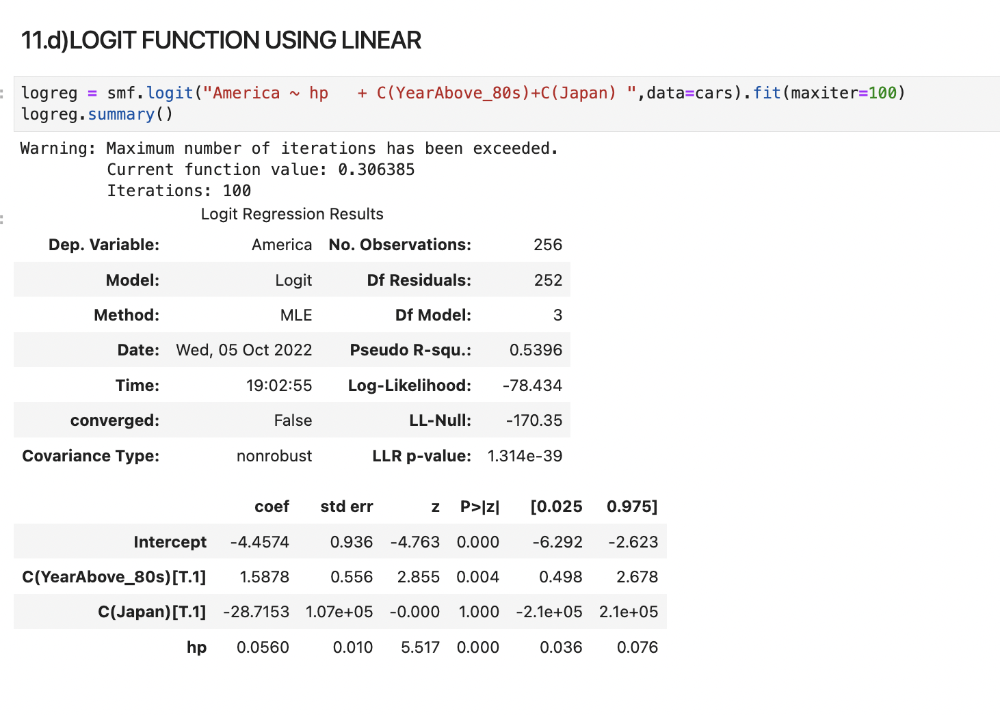 11.d)LOGIT FUNCTION USING LINEAR
logreg = smf.logit("America ~ hp   + C(YearAbove_80s)+C(Japan) ",data=cars).fit(maxiter=100)
logreg.summary()
Warning: Maximum number of iterations has been exceeded.
         Current function value: 0.306385
         Iterations: 100
Logit Regression Results
Dep. Variable: America No. Observations: 256
Model: Logit Df Residuals: 252
Method: MLE Df Model: 3
Date: Wed, 05 Oct 2022 Pseudo R-squ.: 0.5396
Time: 19:02:55 Log-Likelihood: -78.434
converged: False LL-Null: -170.35
Covariance Type: nonrobust LLR p-value: 1.314e-39
coef std err z P>|z| [0.025 0.975]
Intercept -4.4574 0.936 -4.763 0.000 -6.292 -2.623
C(YearAbove_80s)[T.1] 1.5878 0.556 2.855 0.004 0.498 2.678
C(Japan)[T.1] -28.7153 1.07e+05 -0.000 1.000 -2.1e+05 2.1e+05
hp 0.0560 0.010 5.517 0.000 0.036 0.076